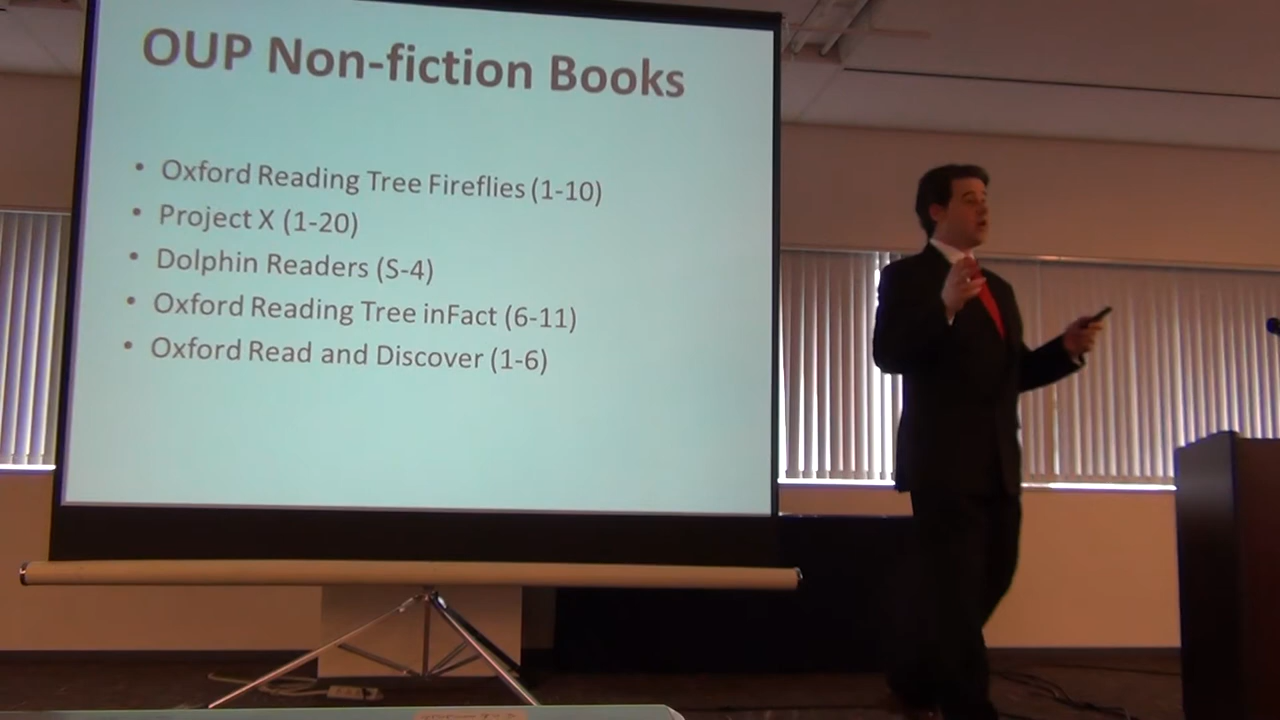 OUP Non-fiction Books
• Oxford Reading Tree Fireflies (1-10)
• Project X (1-20)
• Dolphin Readers (S-4)
• Oxford Reading Tree inFact (6-11)
• Oxford Read and Discover (1-6)